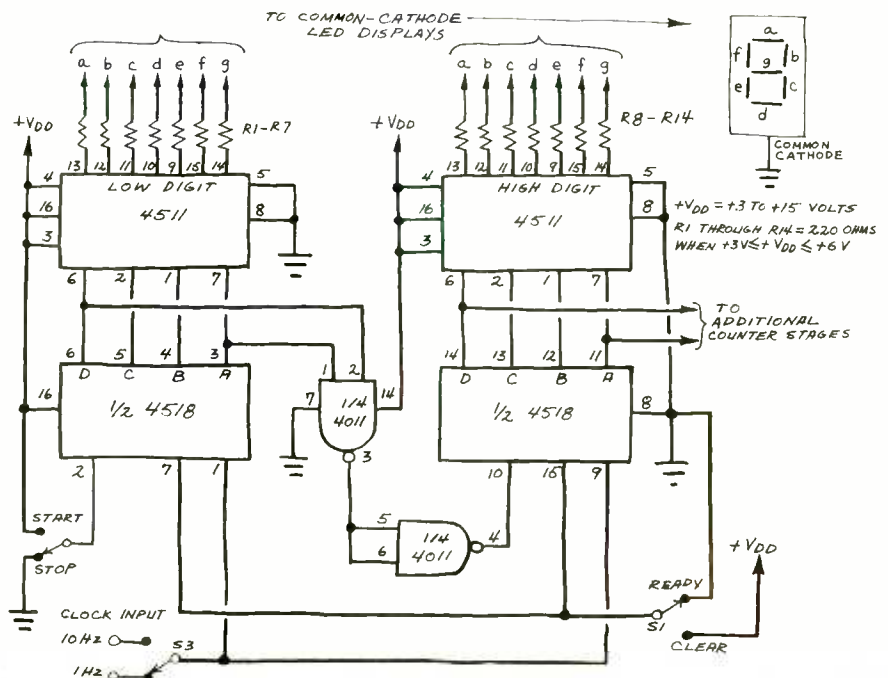 TO COMMON-CATHODE
LED DISPLAYS
a b c d e f g
a b c d e f g
a
f g b
e c
d
COMMON
CATHODE
+VDD
R1-R7
+VDD
R8-R14
13 12 11 10 9 15 14
13 12 11 10 9 15 14
4
16
3
LOW DIGIT
4511
5
8
4
16
3
HIGH DIGIT
4511
5
8
+VDD = +3 TO +15 VOLTS
R1 THROUGH R14 = 220 OHMS
WHEN +3V ≤ +VDD ≤ +6V
6 2 1 7
6 2 1 7
TO
ADDITIONAL
COUNTER STAGES
6 5 4 3
D C B A
16
1/2 4518
2 7 1
1 2
7
1/4
4011
14
3
14 13 12 11
D C B A
1/2 4518
8
10 16 9
5
6
1/4
4011
4
START
STOP
+VDD
READY
S1
CLEAR
CLOCK INPUT
10HZ
S3
1HZ